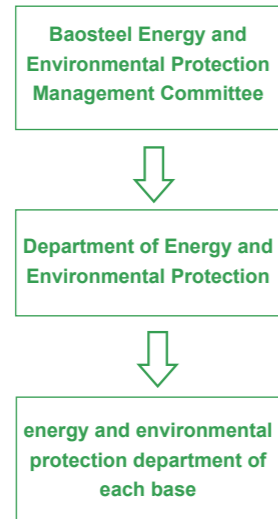 Baosteel Energy and
Environmental Protection
Management Committee
Department of Energy and
Environmental Protection
energy and environmental
protection department of
each base